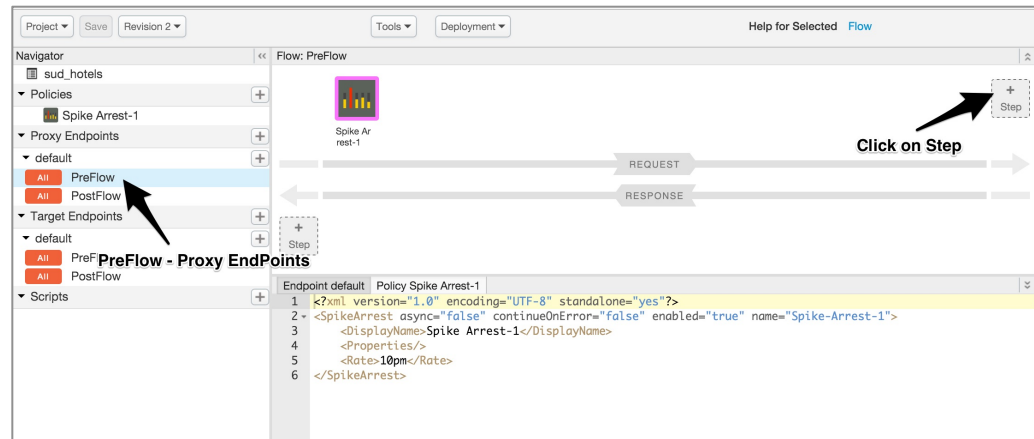 Project Save Revision 2 Tools Deployment Help for Selected Flow
Navigator
Flow: PreFlow
sud_hotels
Policies
Spike Arrest-1
Proxy Endpoints
default
All PreFlow
All PostFlow
Target Endpoints
default
All PreFl
All PostFlow
Scripts
PreFlow - Proxy EndPoints
Spike Ar
rest-1
+
Step
Click on Step
REQUEST
RESPONSE
+
Step
Endpoint default Policy Spike Arrest-1
1 <?xml version="1.0" encoding="UTF-8" standalone="yes"?>
2 <SpikeArrest async="false" continueOnError="false" enabled="true" name="Spike-Arrest-1">
3 <DisplayName>Spike Arrest-1</DisplayName>
4 <Properties/>
5 <Rate>10pm</Rate>
6 </SpikeArrest>